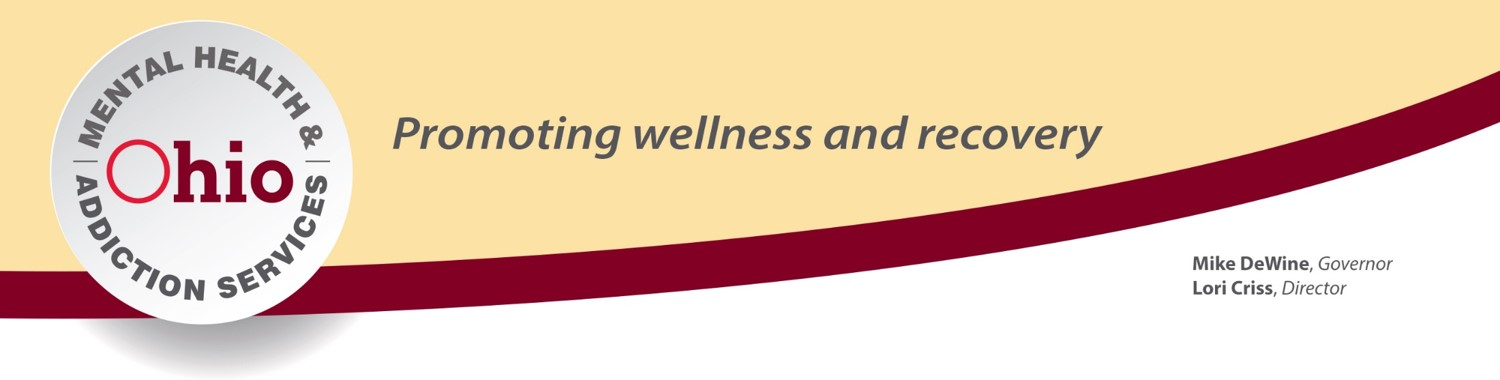 MENTAL HEALTH &
Ohio
ADDICTION SERVICES
Promoting wellness and recovery
Mike DeWine, Governor
Lori Criss, Director